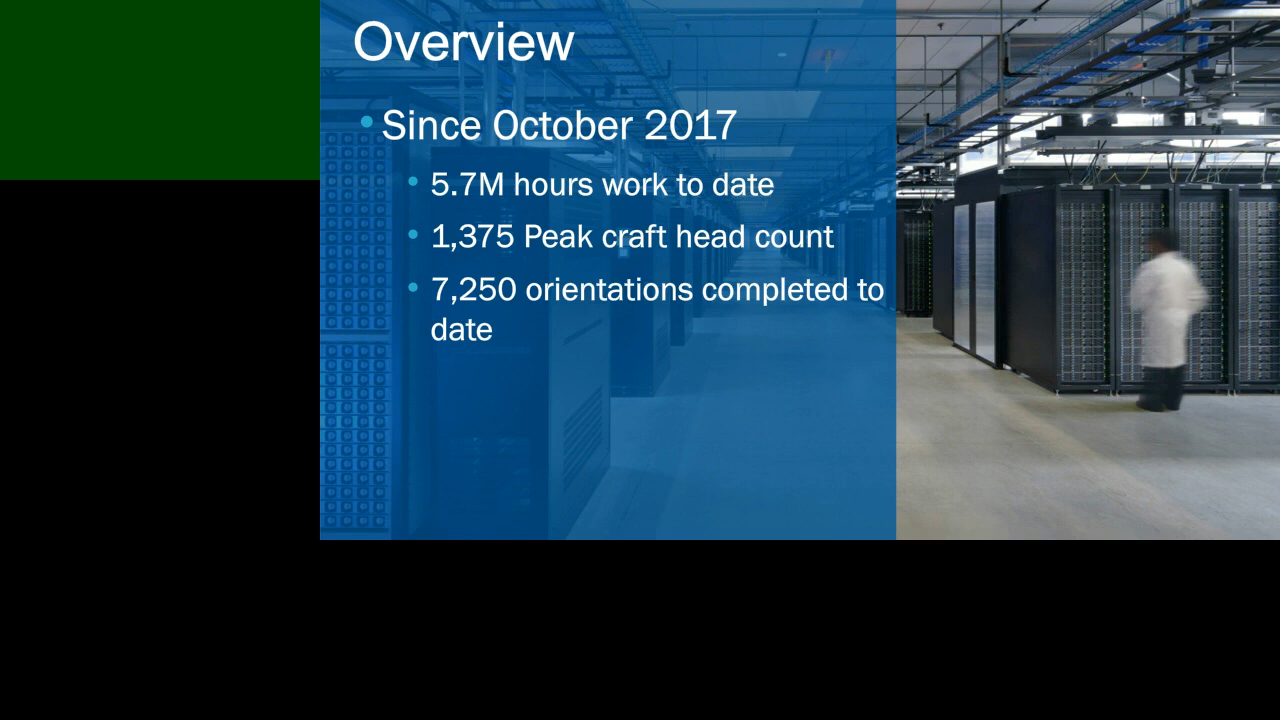 Overview
Since October 2017
5.7M hours work to date
1,375 Peak craft head count
7,250 orientations completed to
date